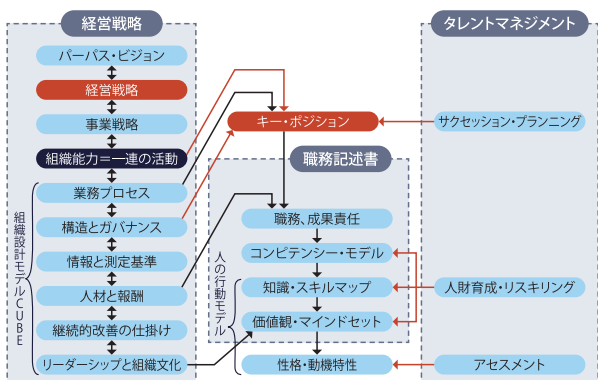 経営戦略
パーパス・ビジョン
経営戦略
事業戦略
組織能力＝一連の活動
業務プロセス
構造とガバナンス
情報と測定基準
人材と報酬
継続的改善の仕掛け
リーダーシップと組織文化
組織設計モデルCUBE
キー・ポジション
職務記述書
職務、成果責任
コンピテンシー・モデル
知識・スキルマップ
価値観・マインドセット
性格・動機特性
人の行動モデル
タレントマネジメント
サクセッション・プランニング
人財育成・リスキリング
アセスメント